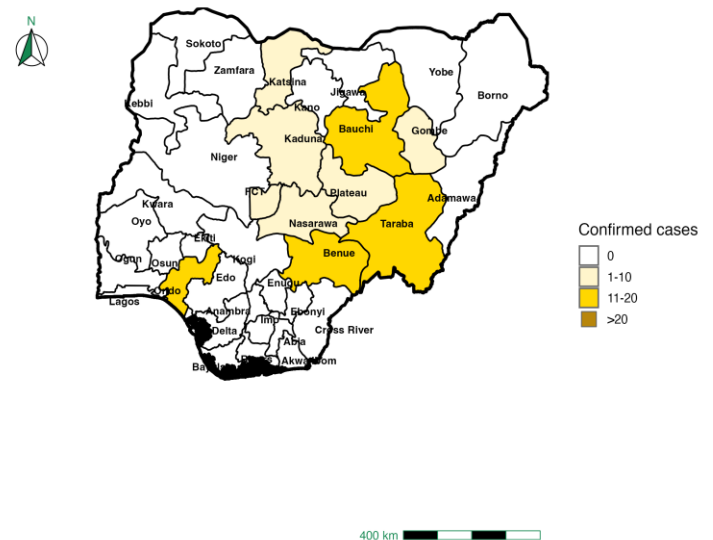 N
Sokoto
Zamfara
Katsina
Yobe
Borno
Kebbi
Jigawa
Kano
Bauchi
Gombe
Kaduna
Niger
FCT
Plateau
Adamawa
Kwara
Oyo
Nasarawa
Taraba
Confirmed cases
Ekiti
Ogun
Osun
Kogi
Benue
0
Edo
Enugu
1-10
Ondo
11-20
Lagos
Anambra
Ebonyi
>20
Imo
Delta
Cross River
Abia
Rivers
Akwa Ibom
400 km